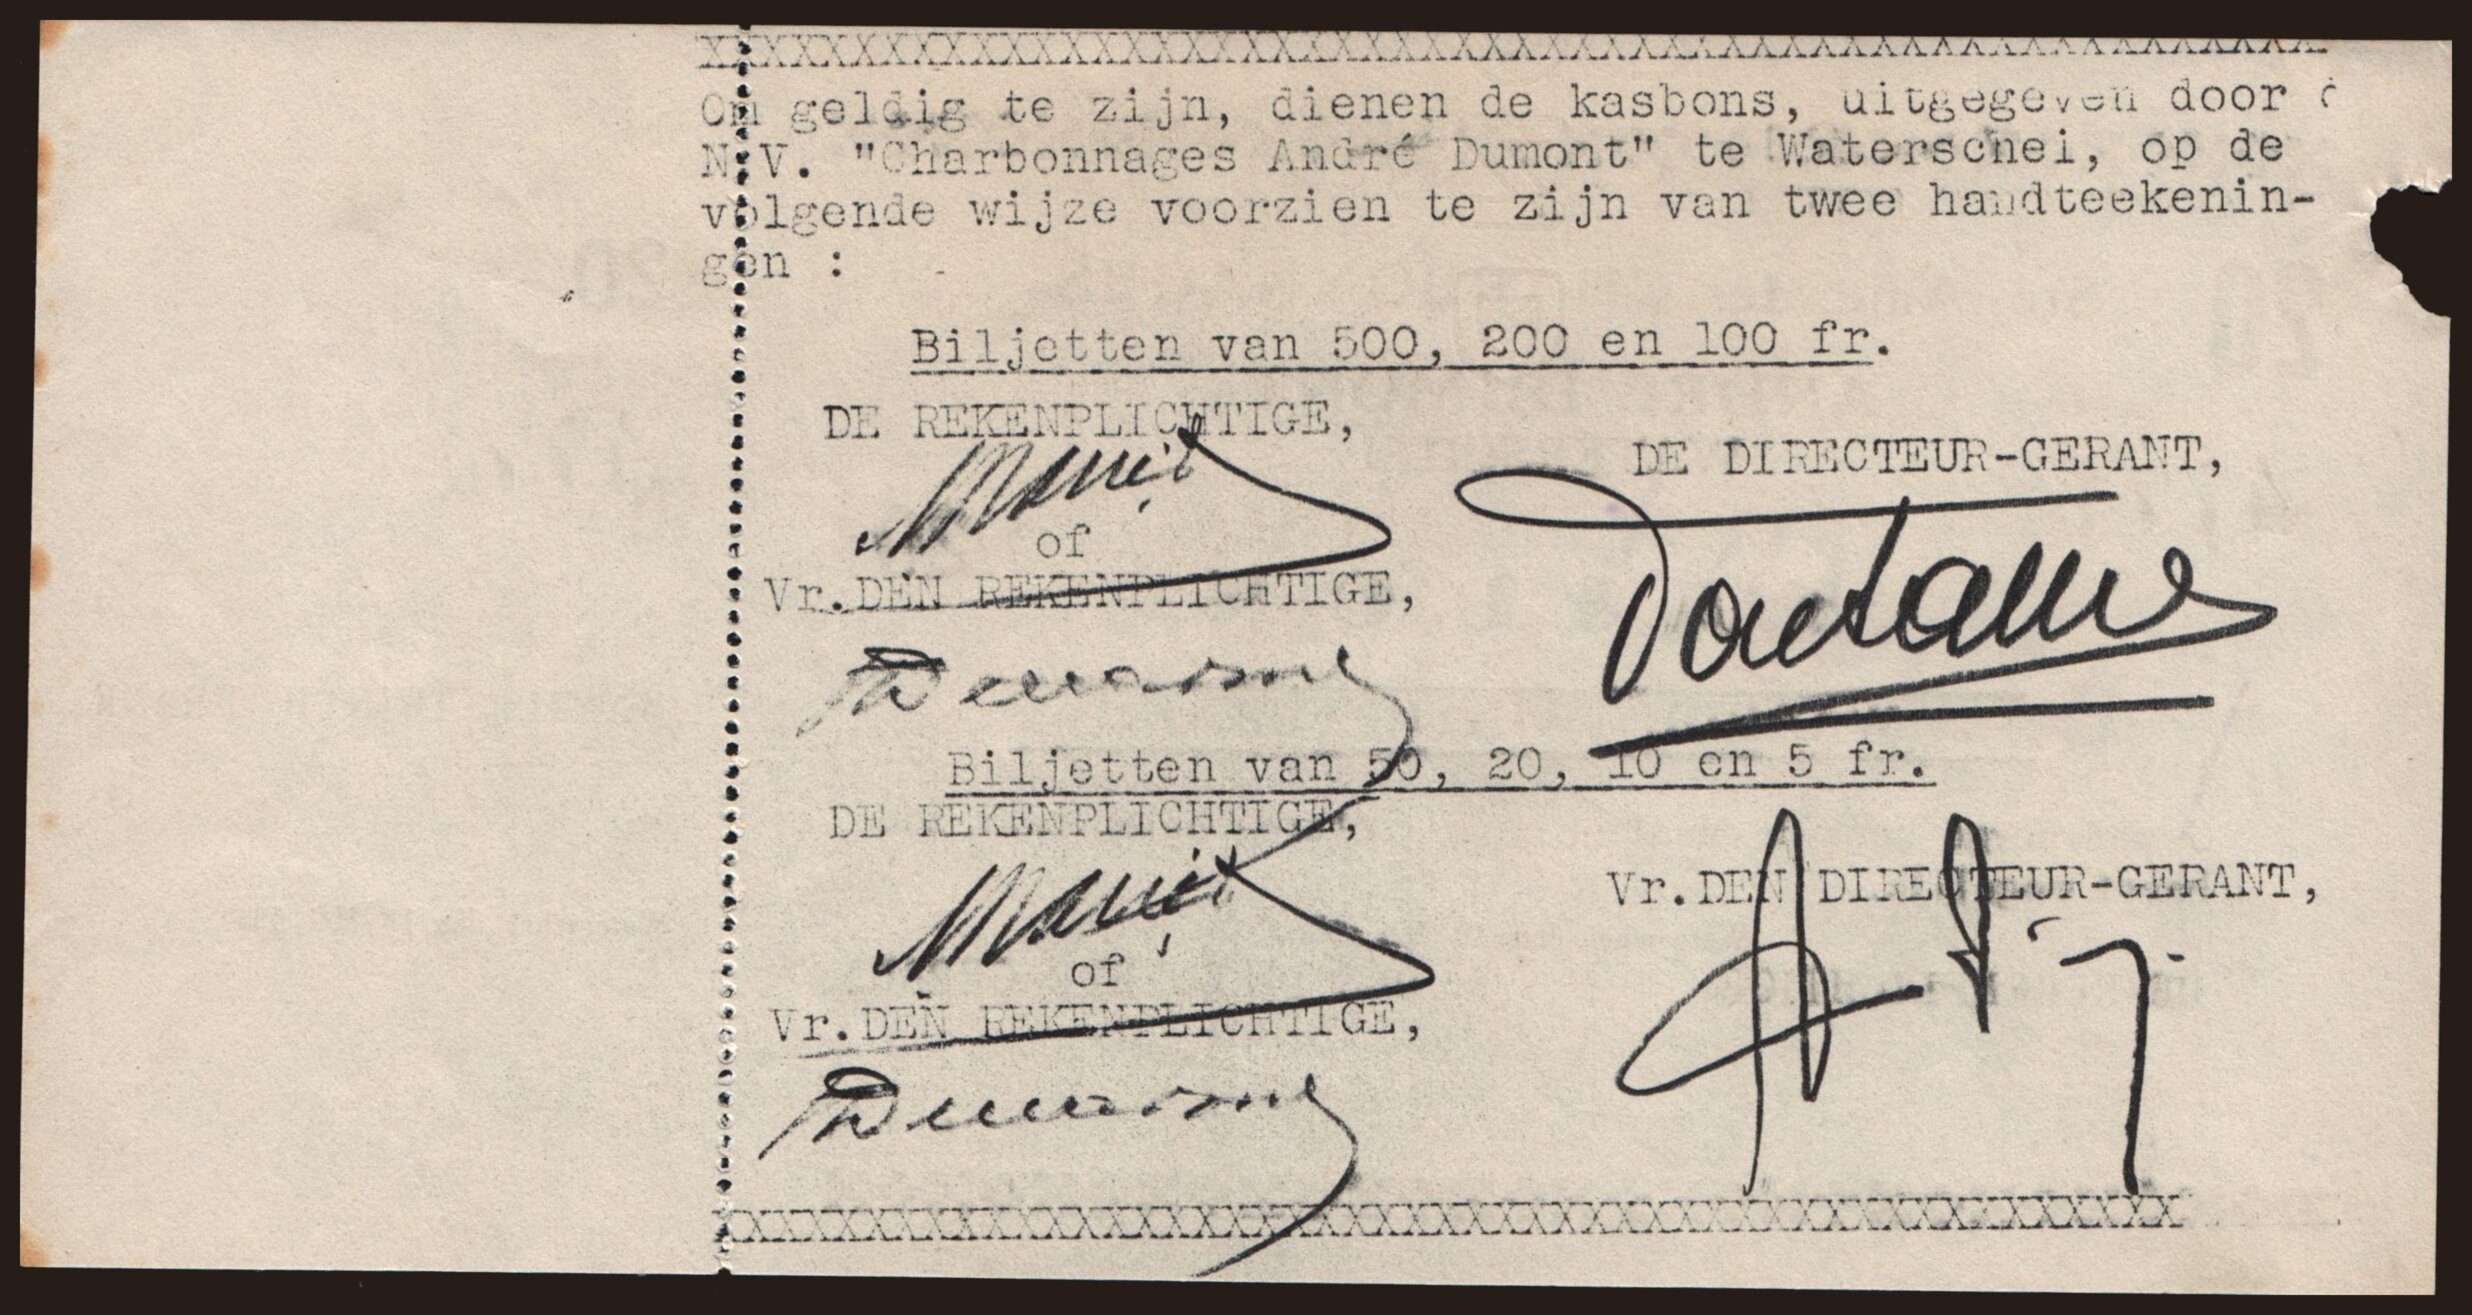 XXXXXXXXXXXXXXXXXXXXXXXXXXXXXXXXXXXXXXXXXXXXXXXXXXXXXX
Om geldig te zijn, dienen de kasbons, uitgegeven door
N.V. "Charbonnages André Dumont" te Waterschei, op de
volgende wijze voorzien te zijn van twee handteekenin-
gen :
Biljetten van 500, 200 en 100 fr.
DE REKENPLICHTIGE,
DE DIRECTEUR-GERANT,
of
Vr.DEN REKENPLICHTIGE,
Biljetten van 50, 20, 10 en 5 fr.
DE REKENPLICHTIGE,
Vr.DEN DIRECTEUR-GERANT,
of
Vr.DEN REKENPLICHTIGE,
XXXXXXXXXXXXXXXXXXXXXXXXXXXXXXXXXXXXXXXXXXXXXXXX